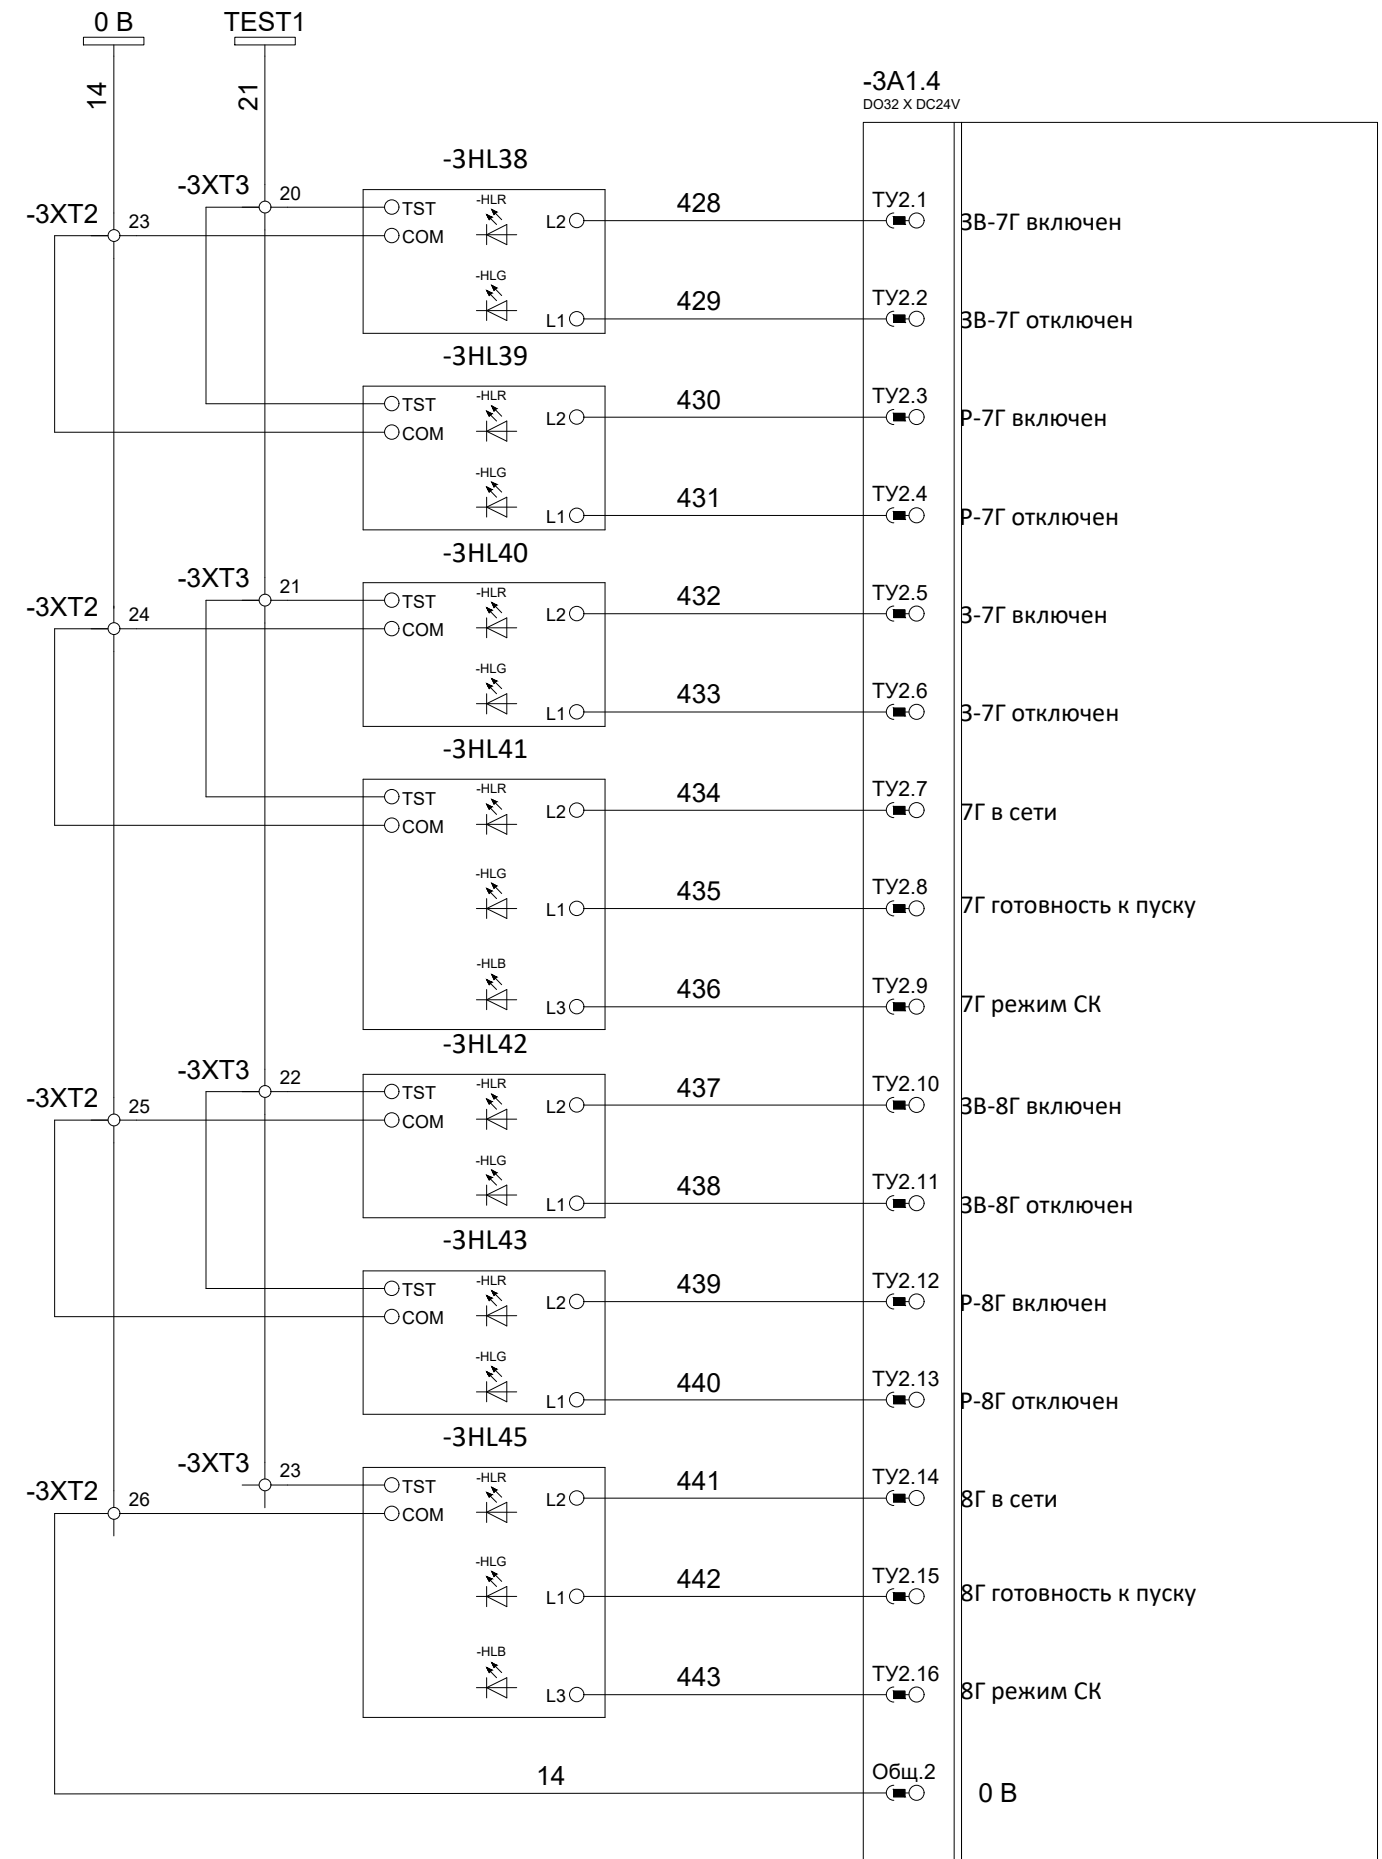 0 В
TEST1
14
21
-3A1.4
DO32 X DC24V
-3HL38
-3XT3
20
-3XT2
23
TST
COM
-HLR
L2
428
ТУ2.1
ЗВ-7Г включен
-HLG
L1
429
ТУ2.2
ЗВ-7Г отключен
-3HL39
TST
COM
-HLR
L2
430
ТУ2.3
Р-7Г включен
-HLG
L1
431
ТУ2.4
Р-7Г отключен
-3HL40
-3XT3
21
-3XT2
24
TST
COM
-HLR
L2
432
ТУ2.5
З-7Г включен
-HLG
L1
433
ТУ2.6
З-7Г отключен
-3HL41
TST
COM
-HLR
L2
434
ТУ2.7
7Г в сети
-HLG
L1
435
ТУ2.8
7Г готовность к пуску
-HLB
L3
436
ТУ2.9
7Г режим СК
-3HL42
-3XT3
22
-3XT2
25
TST
COM
-HLR
L2
437
ТУ2.10
ЗВ-8Г включен
-HLG
L1
438
ТУ2.11
ЗВ-8Г отключен
-3HL43
TST
COM
-HLR
L2
439
ТУ2.12
Р-8Г включен
-HLG
L1
440
ТУ2.13
Р-8Г отключен
-3HL45
-3XT3
23
-3XT2
26
TST
COM
-HLR
L2
441
ТУ2.14
8Г в сети
-HLG
L1
442
ТУ2.15
8Г готовность к пуску
-HLB
L3
443
ТУ2.16
8Г режим СК
14
Общ.2
0 В